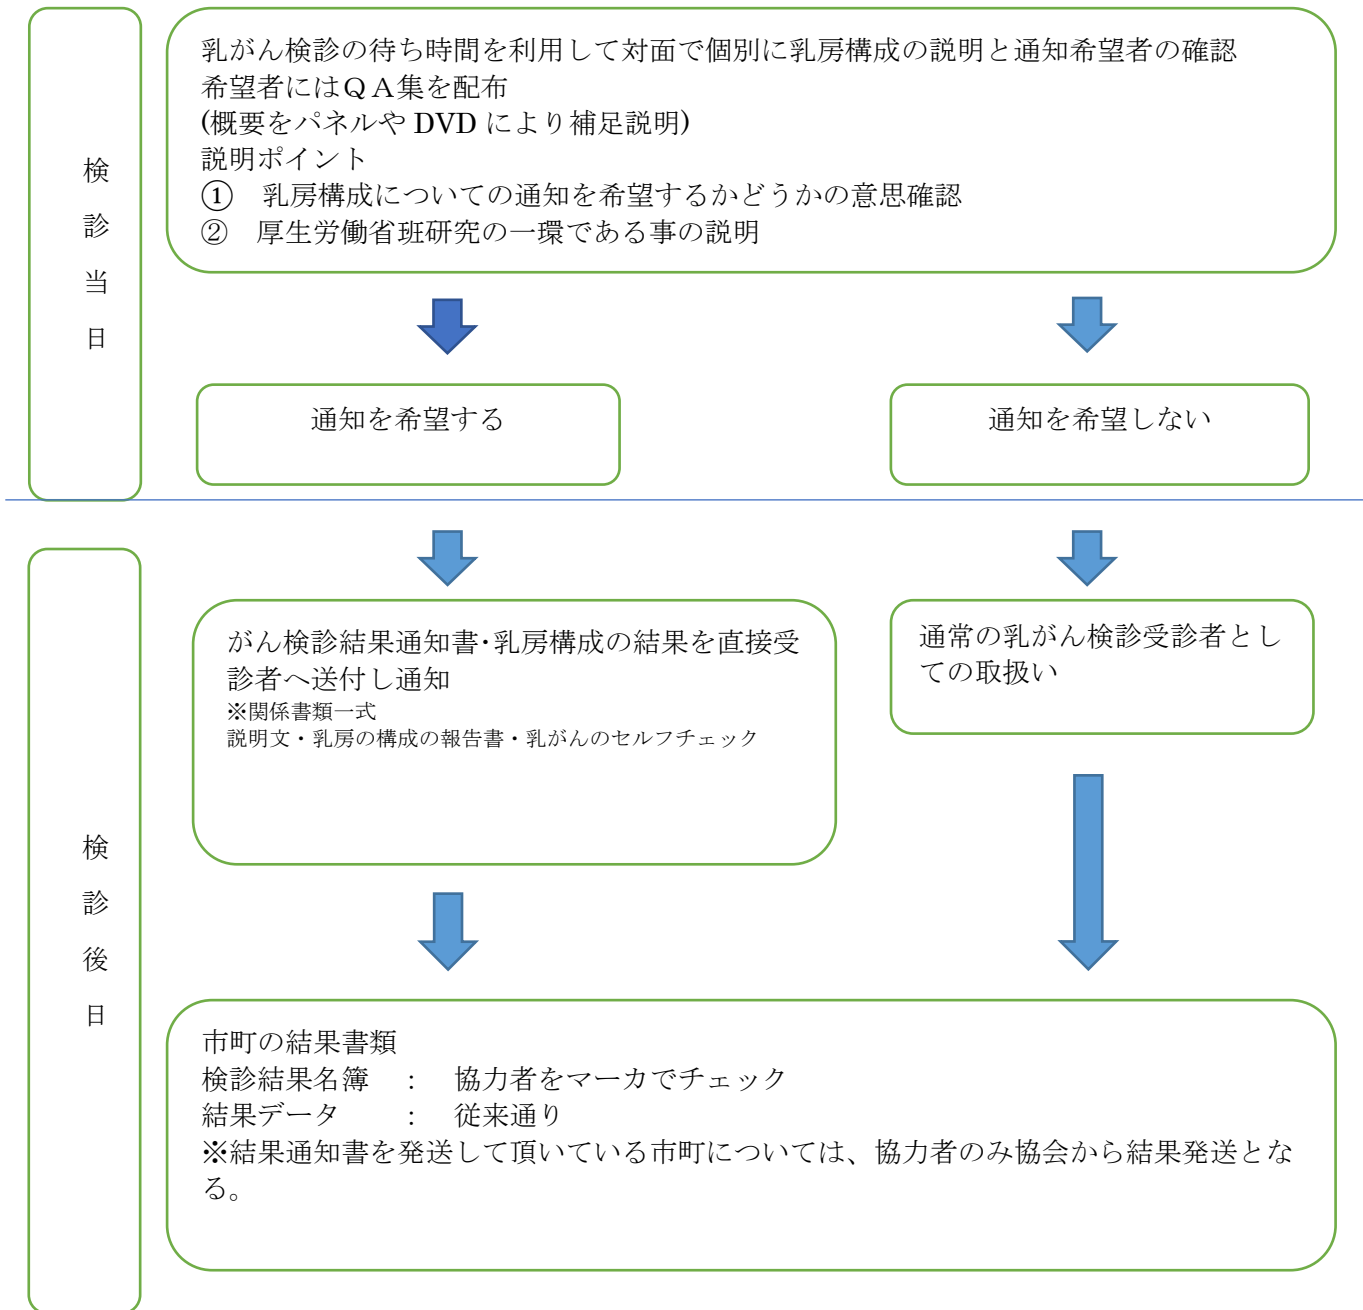 検診当日
乳がん検診の待ち時間を利用して対面で個別に乳房構成の説明と通知希望者の確認
希望者にはＱＡ集を配布
(概要をパネルや DVD により補足説明)
説明ポイント
① 乳房構成についての通知を希望するかどうかの意思確認
② 厚生労働省班研究の一環である事の説明
通知を希望する
通知を希望しない
検診後日
がん検診結果通知書・乳房構成の結果を直接受
診者へ送付し通知
※関係書類一式
説明文・乳房の構成の報告書・乳がんのセルフチェック
通常の乳がん検診受診者とし
ての取扱い
市町の結果書類
検診結果名簿 ： 協力者をマーカでチェック
結果データ ： 従来通り
※結果通知書を発送して頂いている市町については、協力者のみ協会から結果発送とな
る。